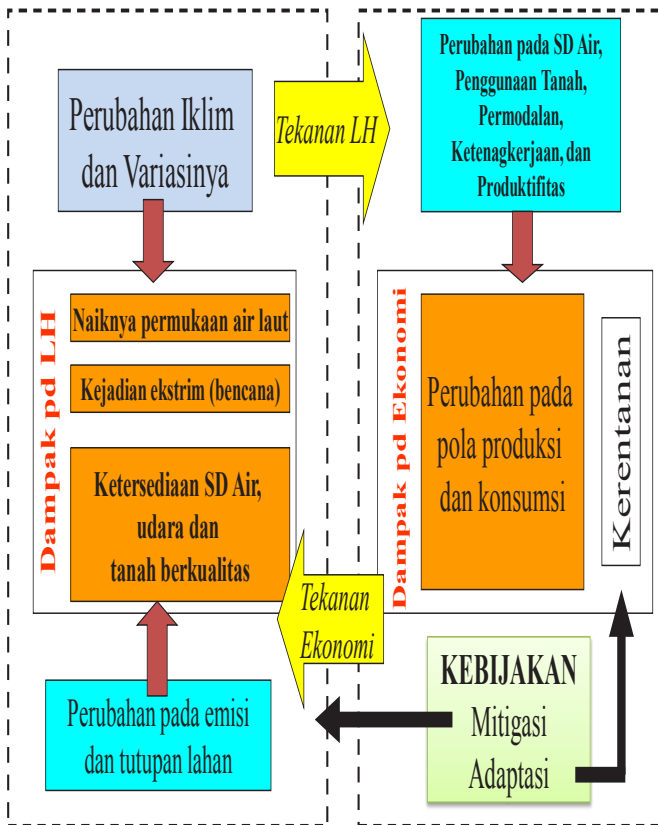 Perubahan Iklim
dan Variasinya
Tekanan LH
Perubahan pada SD Air,
Penggunaan Tanah,
Permodalan,
Ketenagkerjaan, dan
Produktifitas
Dampak pd LH
Naiknya permukaan air laut
Kejadian ekstrim (bencana)
Ketersediaan SD Air,
udara dan
tanah berkualitas
Dampak pd Ekonomi
Perubahan pada
pola produksi
dan konsumsi
Kerentanan
Tekanan
Ekonomi
Perubahan pada emisi
dan tutupan lahan
KEBIJAKAN
Mitigasi
Adaptasi